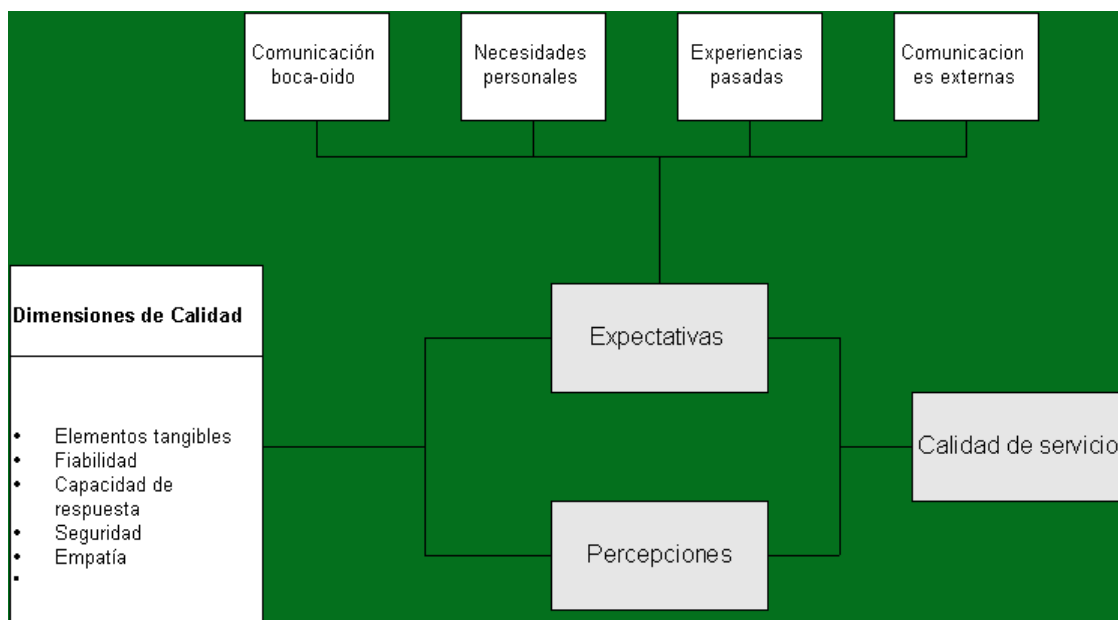 Comunicación
boca-oido
Necesidades
personales
Experiencias
pasadas
Comunicacion
es externas
Dimensiones de Calidad
• Elementos tangibles
• Fiabilidad
• Capacidad de
respuesta
• Seguridad
• Empatía
•
Expectativas
Percepciones
Calidad de servicio